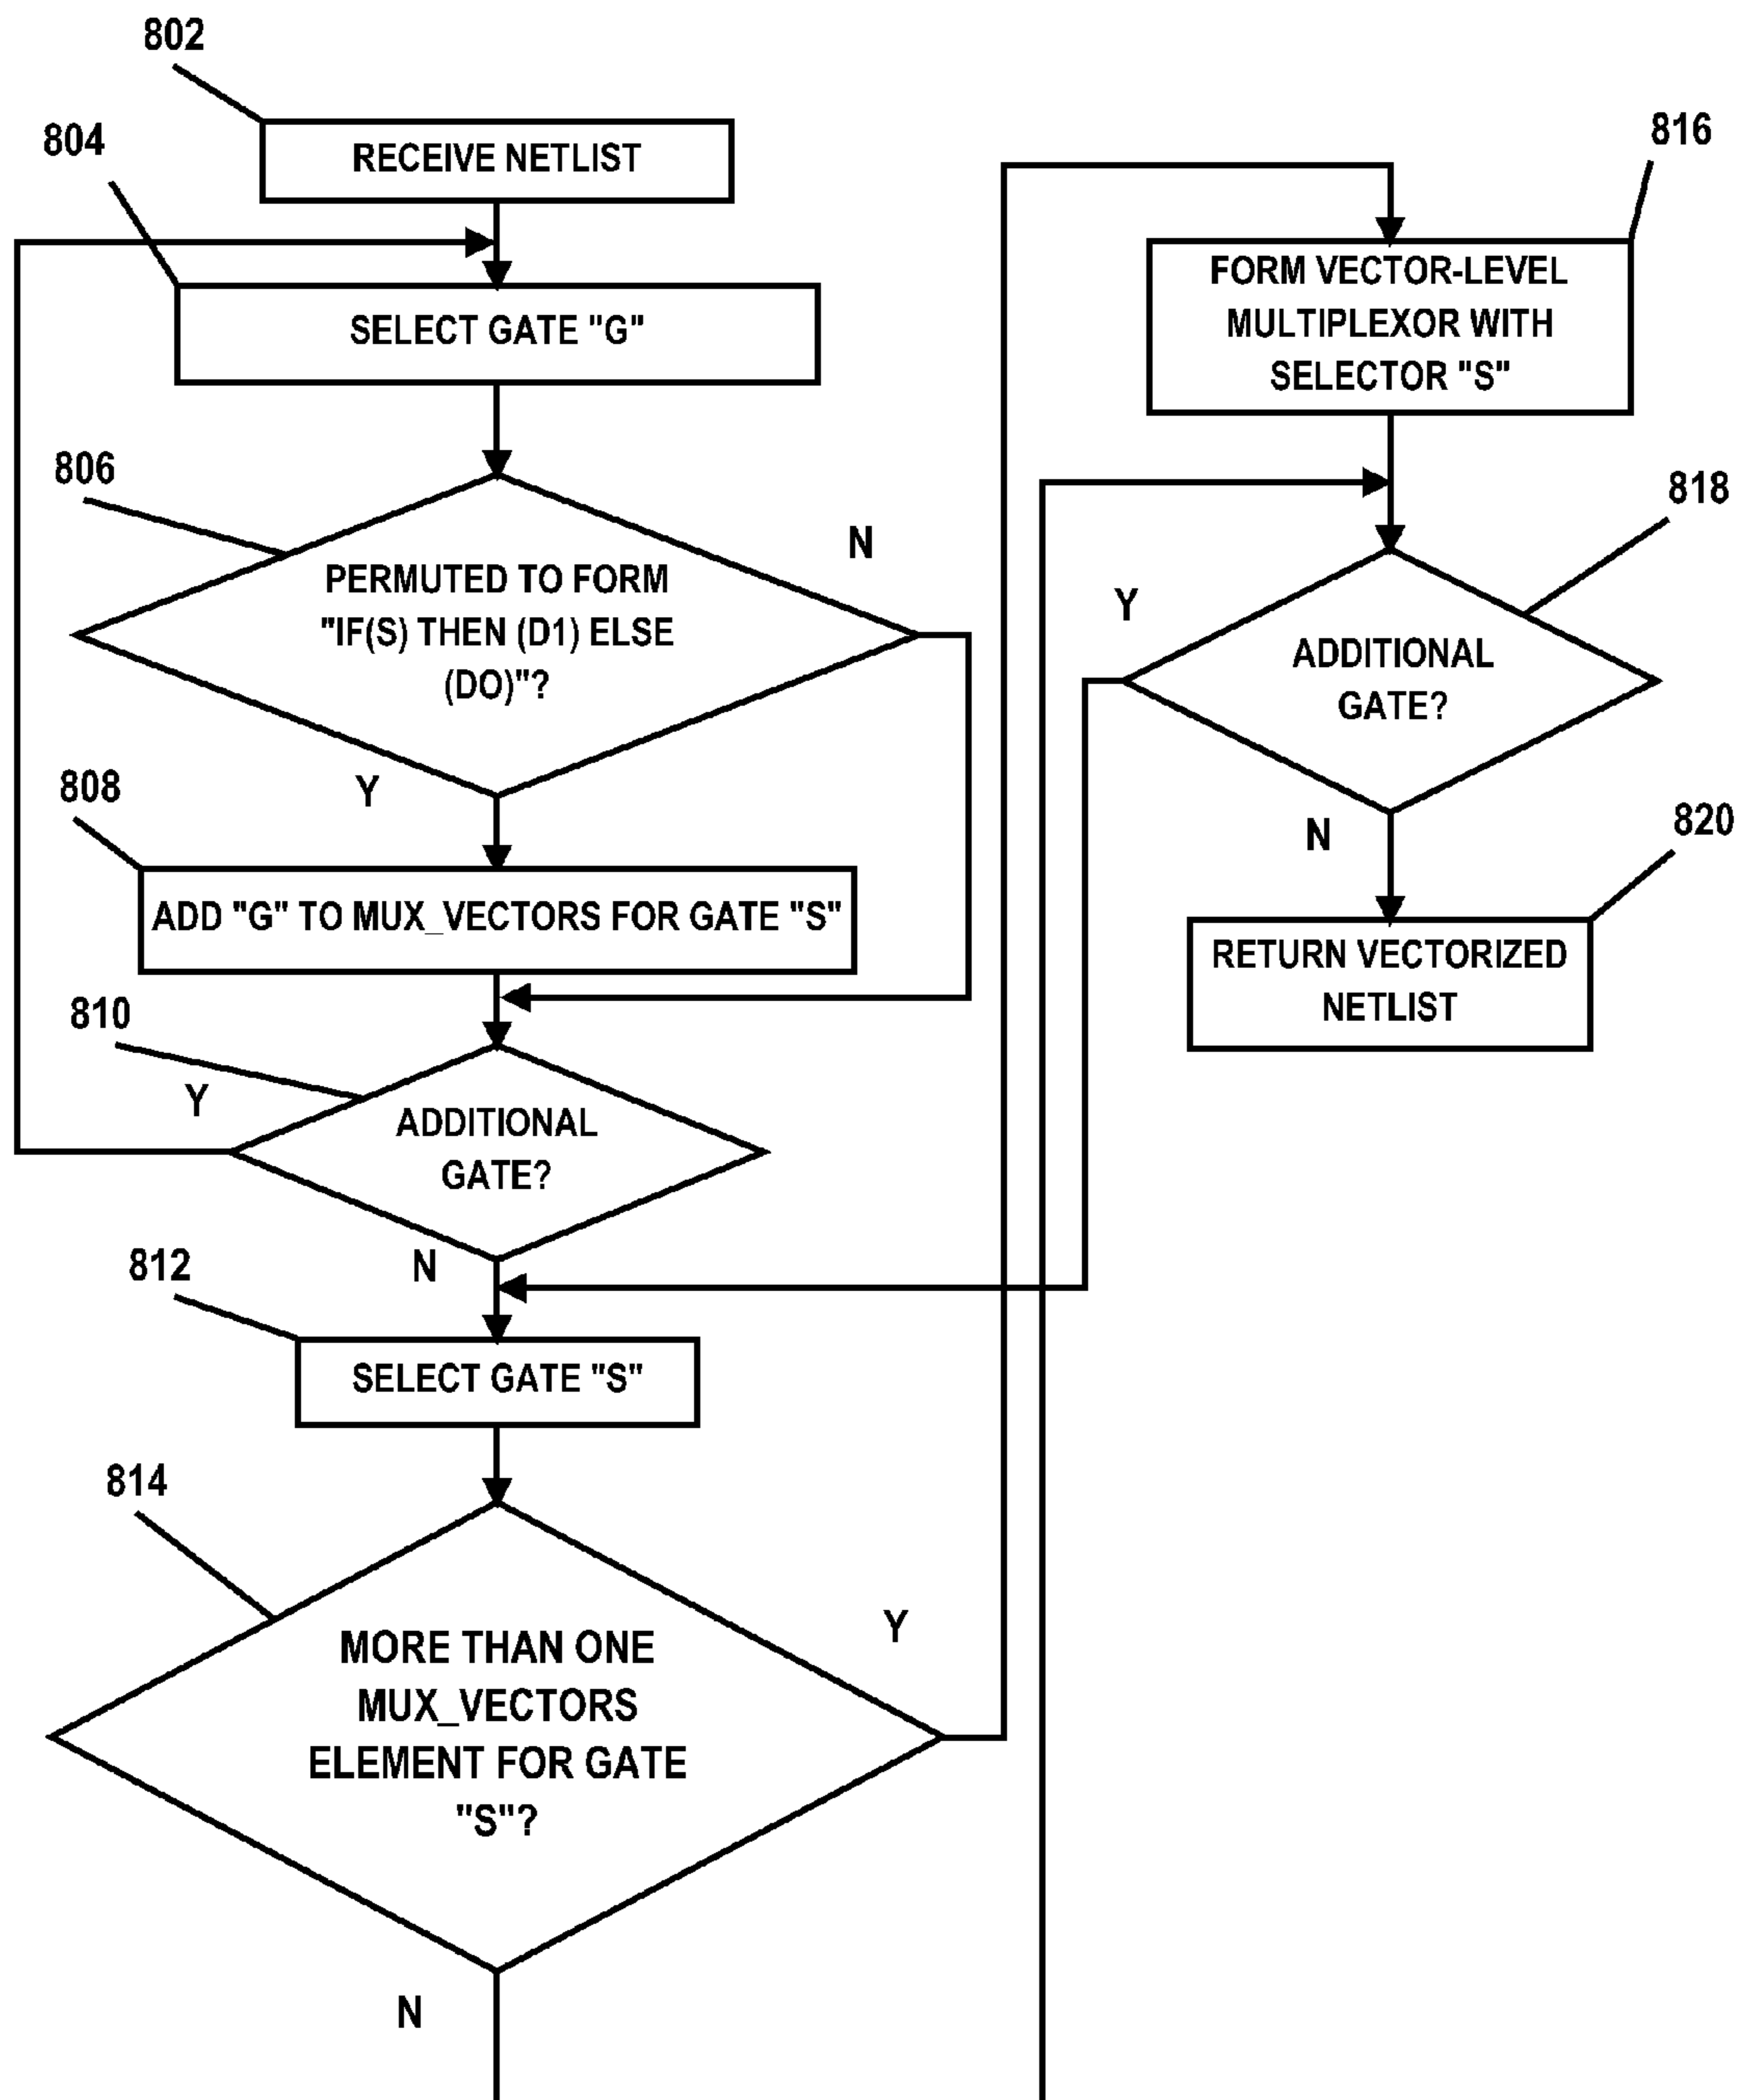 802
RECEIVE NETLIST
804
SELECT GATE "G"
806
PERMUTED TO FORM
"IF(S) THEN (D1) ELSE
(DO)"?
N
Y
808
ADD "G" TO MUX_VECTORS FOR GATE "S"
810
ADDITIONAL
GATE?
Y
N
812
SELECT GATE "S"
814
MORE THAN ONE
MUX_VECTORS
ELEMENT FOR GATE
"S"?
Y
N
816
FORM VECTOR-LEVEL
MULTIPLEXOR WITH
SELECTOR "S"
818
ADDITIONAL
GATE?
Y
N
820
RETURN VECTORIZED
NETLIST